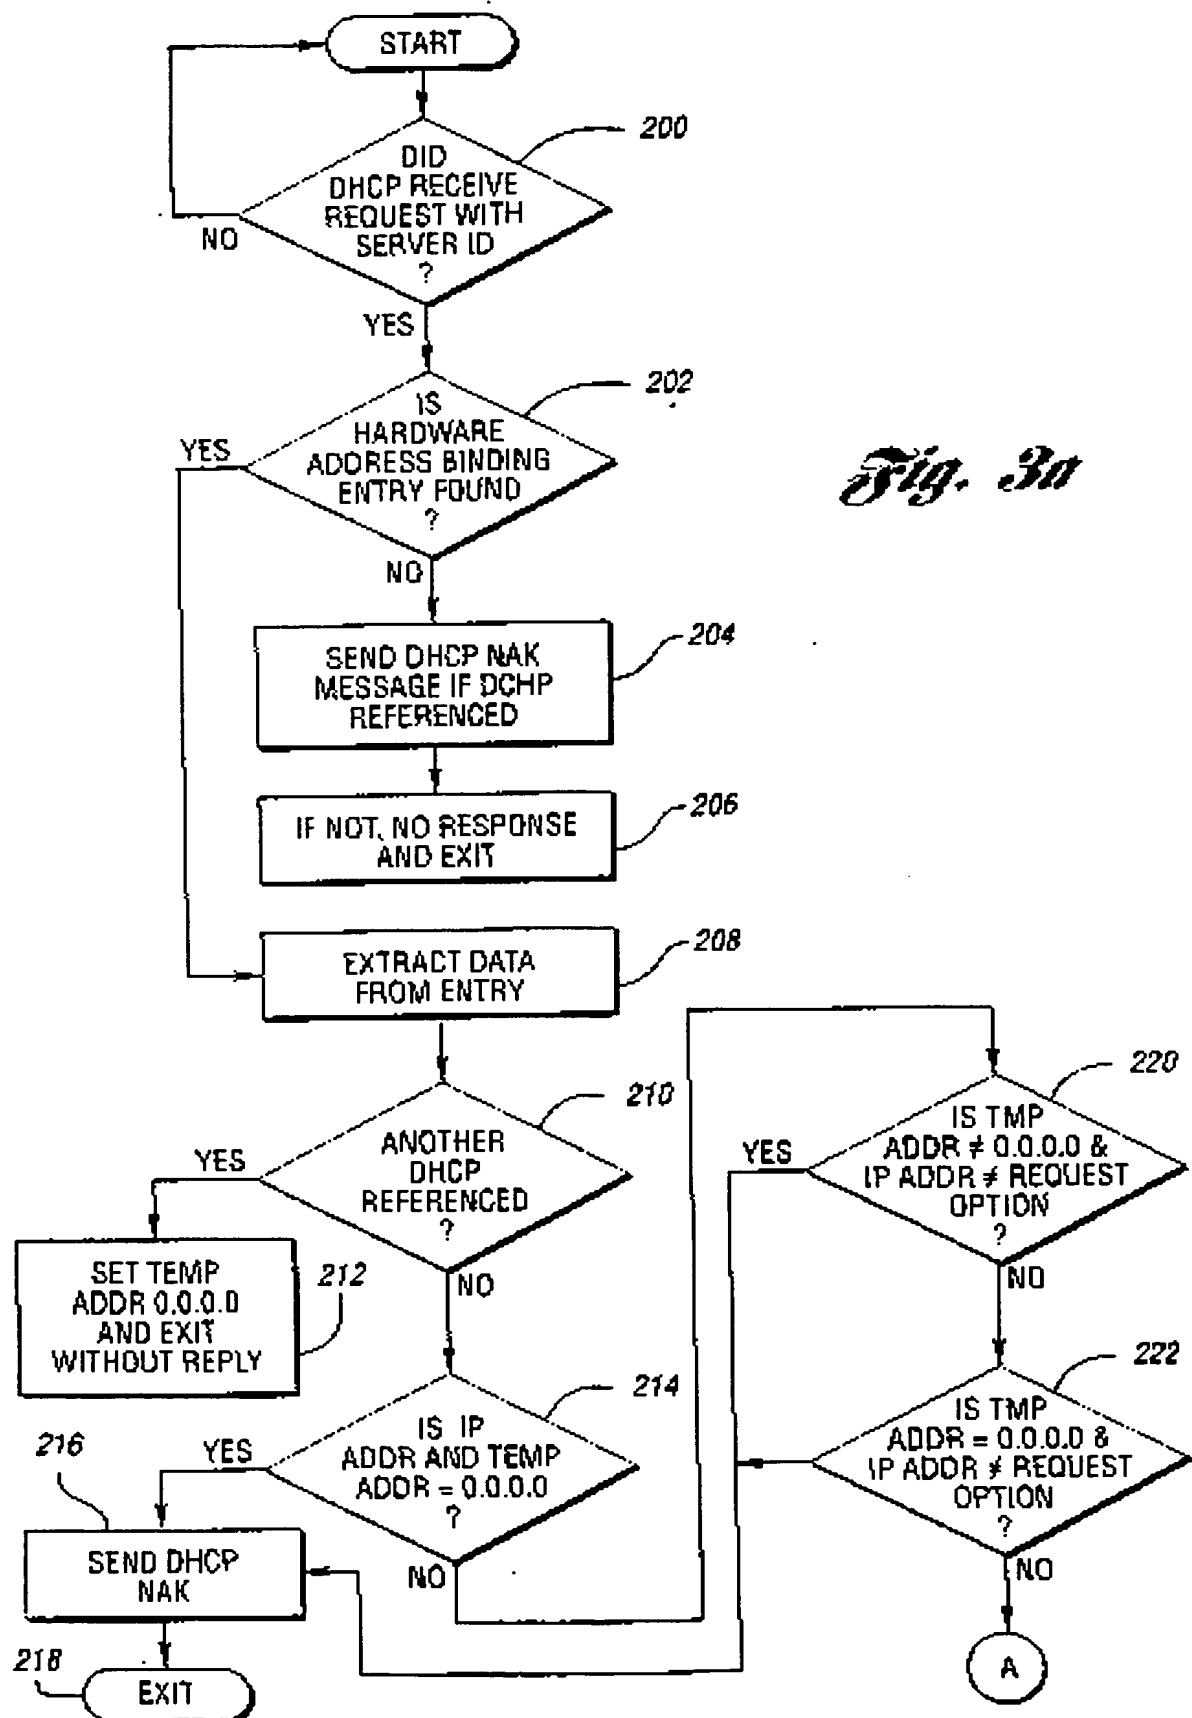 START
200
DID
DHCP RECEIVE
REQUEST WITH
SERVER ID
?
NO
YES
202
IS
HARDWARE
ADDRESS BINDING
ENTRY FOUND
?
YES
NO
Fig. 3a
204
SEND DHCP NAK
MESSAGE IF DCHP
REFERENCED
206
IF NOT, NO RESPONSE
AND EXIT
208
EXTRACT DATA
FROM ENTRY
210
ANOTHER
DHCP
REFERENCED
?
YES
NO
SET TEMP
ADDR 0.0.0.0
AND EXIT
WITHOUT REPLY
212
214
IS IP
ADDR AND TEMP
ADDR = 0.0.0.0
?
YES
NO
216
SEND DHCP
NAK
218
EXIT
220
IS TMP
ADDR ≠ 0.0.0.0 &
IP ADDR ≠ REQUEST
OPTION
?
YES
NO
222
IS TMP
ADDR = 0.0.0.0 &
IP ADDR ≠ REQUEST
OPTION
?
NO
A